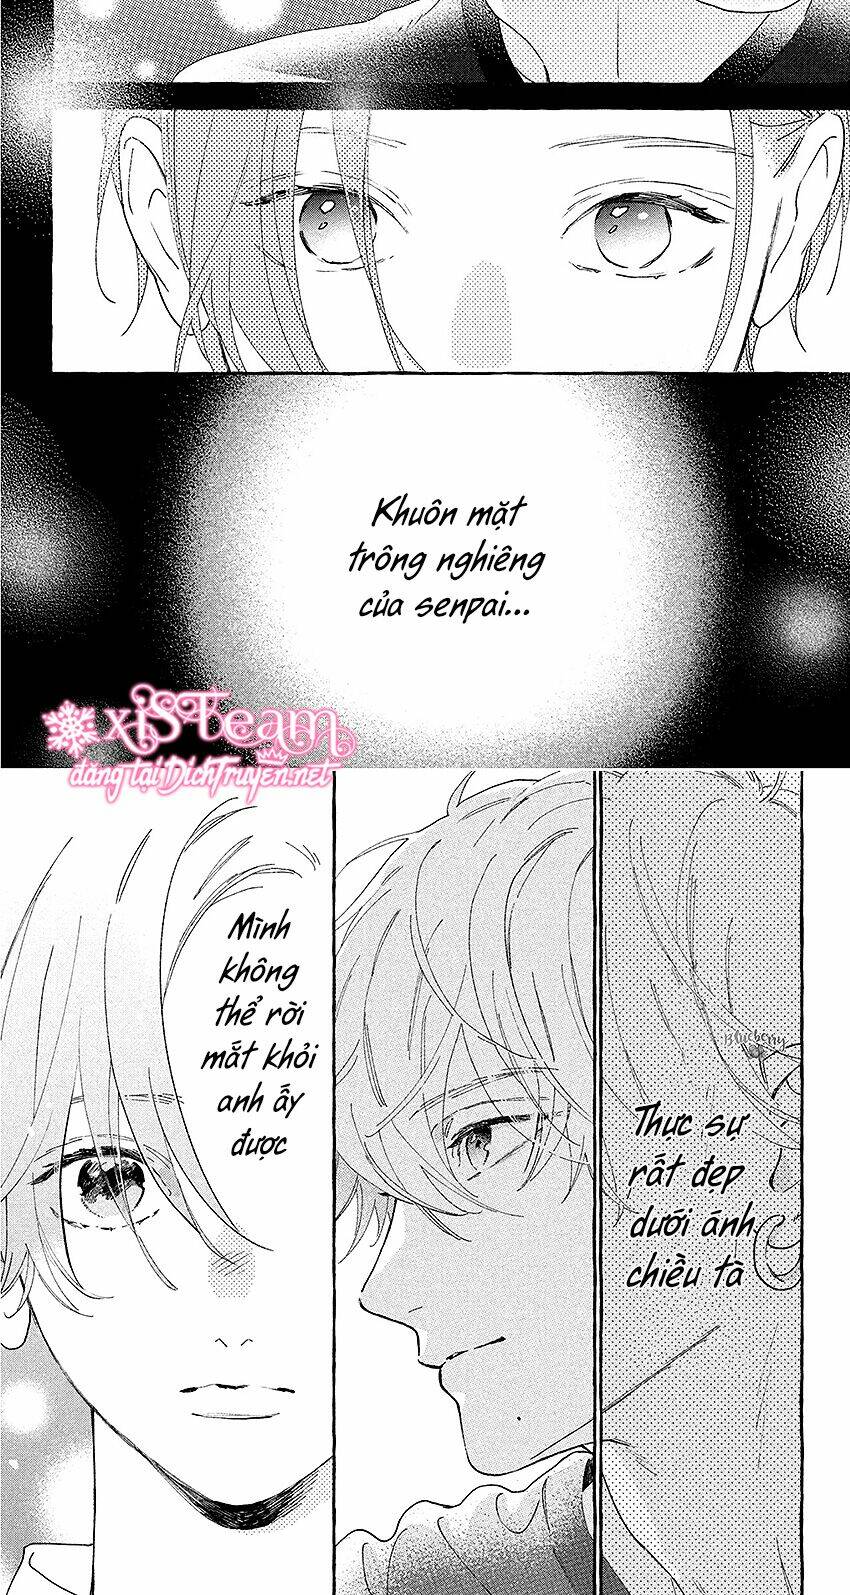 Khuôn mặt
trông nghiêng
của senpai...
xiSTeam
đăng tại DichTruyen.net
Blueberry
Thực sự
rất đẹp
dưới ánh
chiều tà
Mình
không
thể rời
mắt khỏi
anh ấy
được